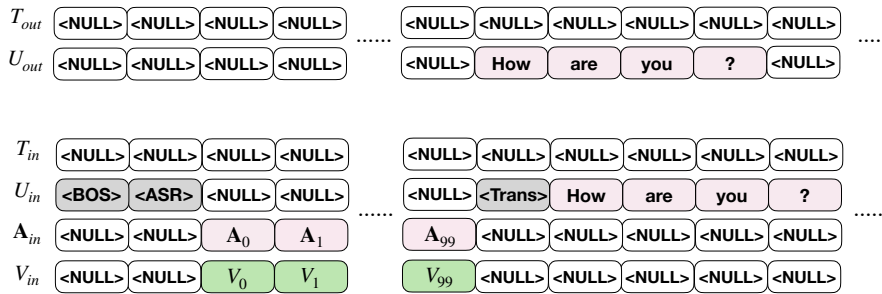 T_out <NULL> <NULL> <NULL> <NULL> ...... <NULL> <NULL> <NULL> <NULL> <NULL> <NULL> ....
U_out <NULL> <NULL> <NULL> <NULL> <NULL> How are you ? <NULL>
T_in <NULL> <NULL> <NULL> <NULL> <NULL> <NULL> <NULL> <NULL> <NULL> <NULL>
U_in <BOS> <ASR> <NULL> <NULL> ...... <NULL> <Trans> How are you ? .....
A_in <NULL> <NULL> A_0 A_1 A_99 <NULL> <NULL> <NULL> <NULL> <NULL>
V_in <NULL> <NULL> V_0 V_1 V_99 <NULL> <NULL> <NULL> <NULL> <NULL>